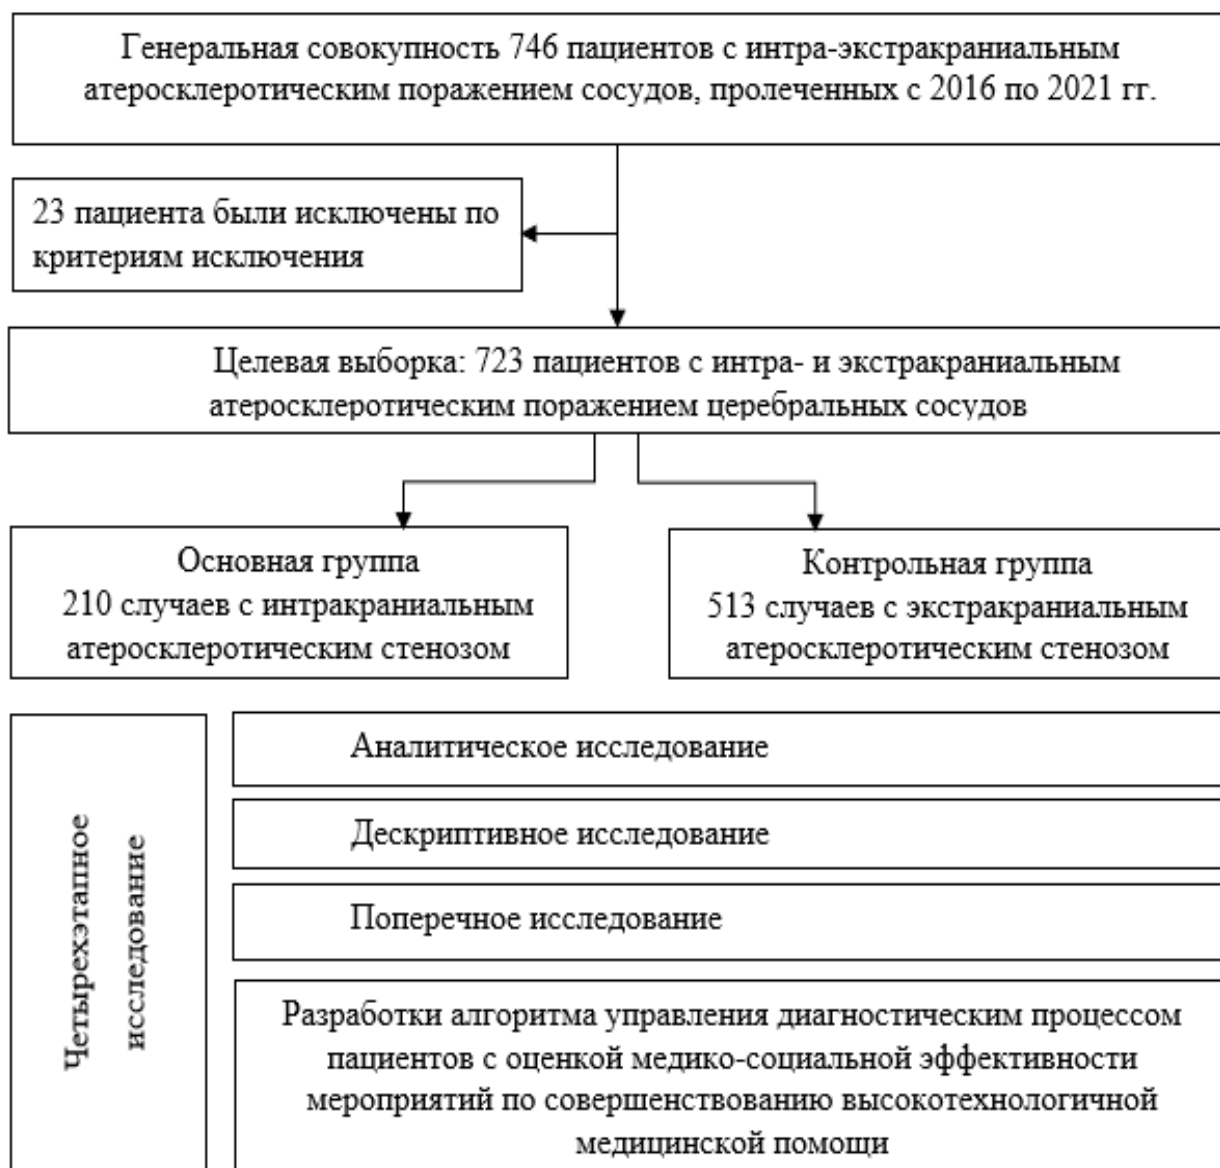 Генеральная совокупность 746 пациентов с интра-экстракраниальным
атеросклеротическим поражением сосудов, пролеченных с 2016 по 2021 гг.
23 пациента были исключены по
критериям исключения
Целевая выборка: 723 пациентов с интра- и экстракраниальным
атеросклеротическим поражением церебральных сосудов
Основная группа
210 случаев с интракраниальным
атеросклеротическим стенозом
Контрольная группа
513 случаев с экстракраниальным
атеросклеротическим стенозом
Четырехэтапное
исследование
Аналитическое исследование
Дескриптивное исследование
Поперечное исследование
Разработки алгоритма управления диагностическим процессом
пациентов с оценкой медико-социальной эффективности
мероприятий по совершенствованию высокотехнологичной
медицинской помощи